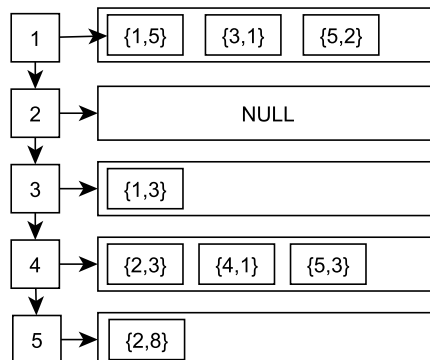 1 {1,5} {3,1} {5,2}
2 NULL
3 {1,3}
4 {2,3} {4,1} {5,3}
5 {2,8}